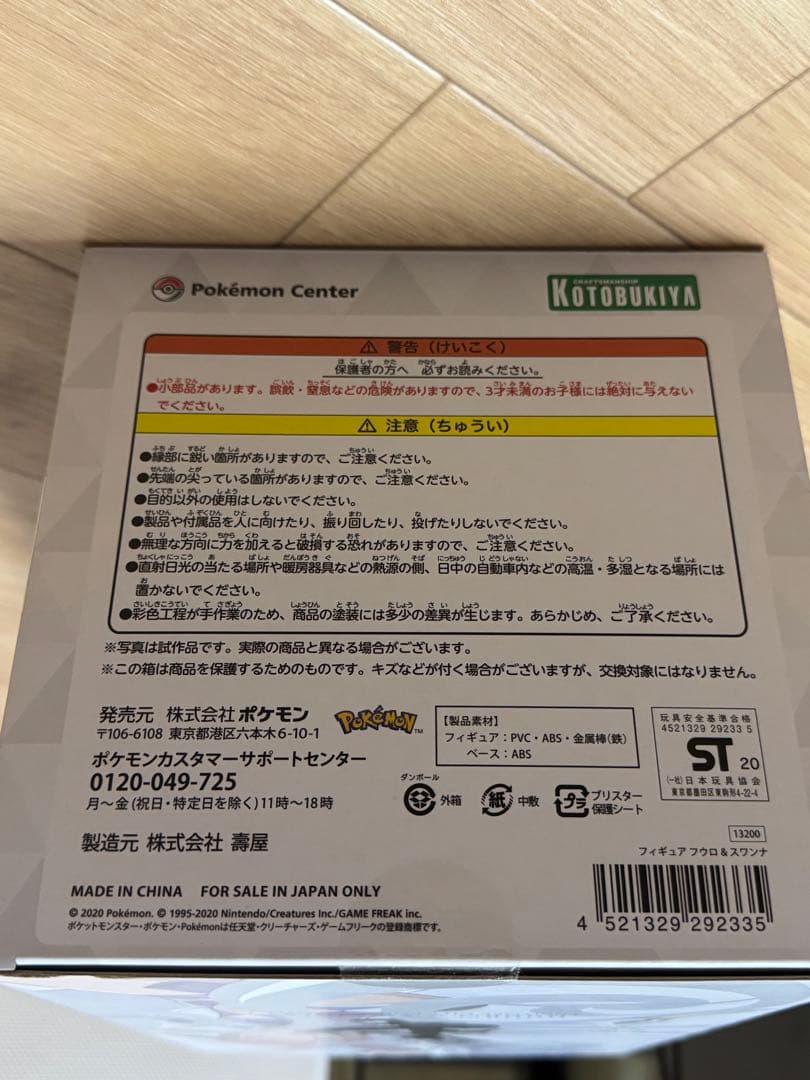 Pokémon Center
CRAFTSMANSHIP
KOTOBUKIYA
⚠ 警告（けいこく）
保護者の方へ 必ずお読みください。
●小部品があります。誤飲・窒息などの危険がありますので、3才未満のお子様には絶対に与えない
でください。
⚠ 注意（ちゅうい）
●縁部に鋭い箇所がありますので、ご注意ください。
●先端の尖っている箇所がありますので、ご注意ください。
●目的以外の使用はしないでください。
●製品や付属品を人に向けたり、振り回したり、投げたりしないでください。
●無理な方向に力を加えると破損する恐れがありますので、ご注意ください。
●直射日光の当たる場所や暖房器具などの熱源の側、日中の自動車内などの高温・多湿となる場所には
置かないでください。
●彩色工程が手作業のため、商品の塗装には多少の差異が生じます。あらかじめ、ご了承ください。
※写真は試作品です。実際の商品と異なる場合がございます。
※この箱は商品を保護するためのものです。キズなどが付く場合がございますが、交換対象にはなりません。
発売元 株式会社 ポケモン
〒106-6108 東京都港区六本木6-10-1
ポケモンカスタマーサポートセンター
0120-049-725
月〜金(祝日・特定日を除く)11時〜18時
製造元 株式会社 壽屋
POKéMON™
【製品素材】
フィギュア：PVC・ABS・金属棒(鉄)
ベース：ABS
玩具安全基準合格
4521329 29233 5
ST 20
(一社)日本玩具協会
東京都墨田区東駒形4-22-4
ダンボール
外箱
紙
中敷
プラ
ブリスター
保護シート
13200
フィギュア フウロ & スワンナ
4 521329 292335
MADE IN CHINA FOR SALE IN JAPAN ONLY
© 2020 Pokémon. © 1995-2020 Nintendo/Creatures Inc./GAME FREAK inc.
ポケットモンスター・ポケモン・Pokémonは任天堂・クリーチャーズ・ゲームフリークの登録商標です。